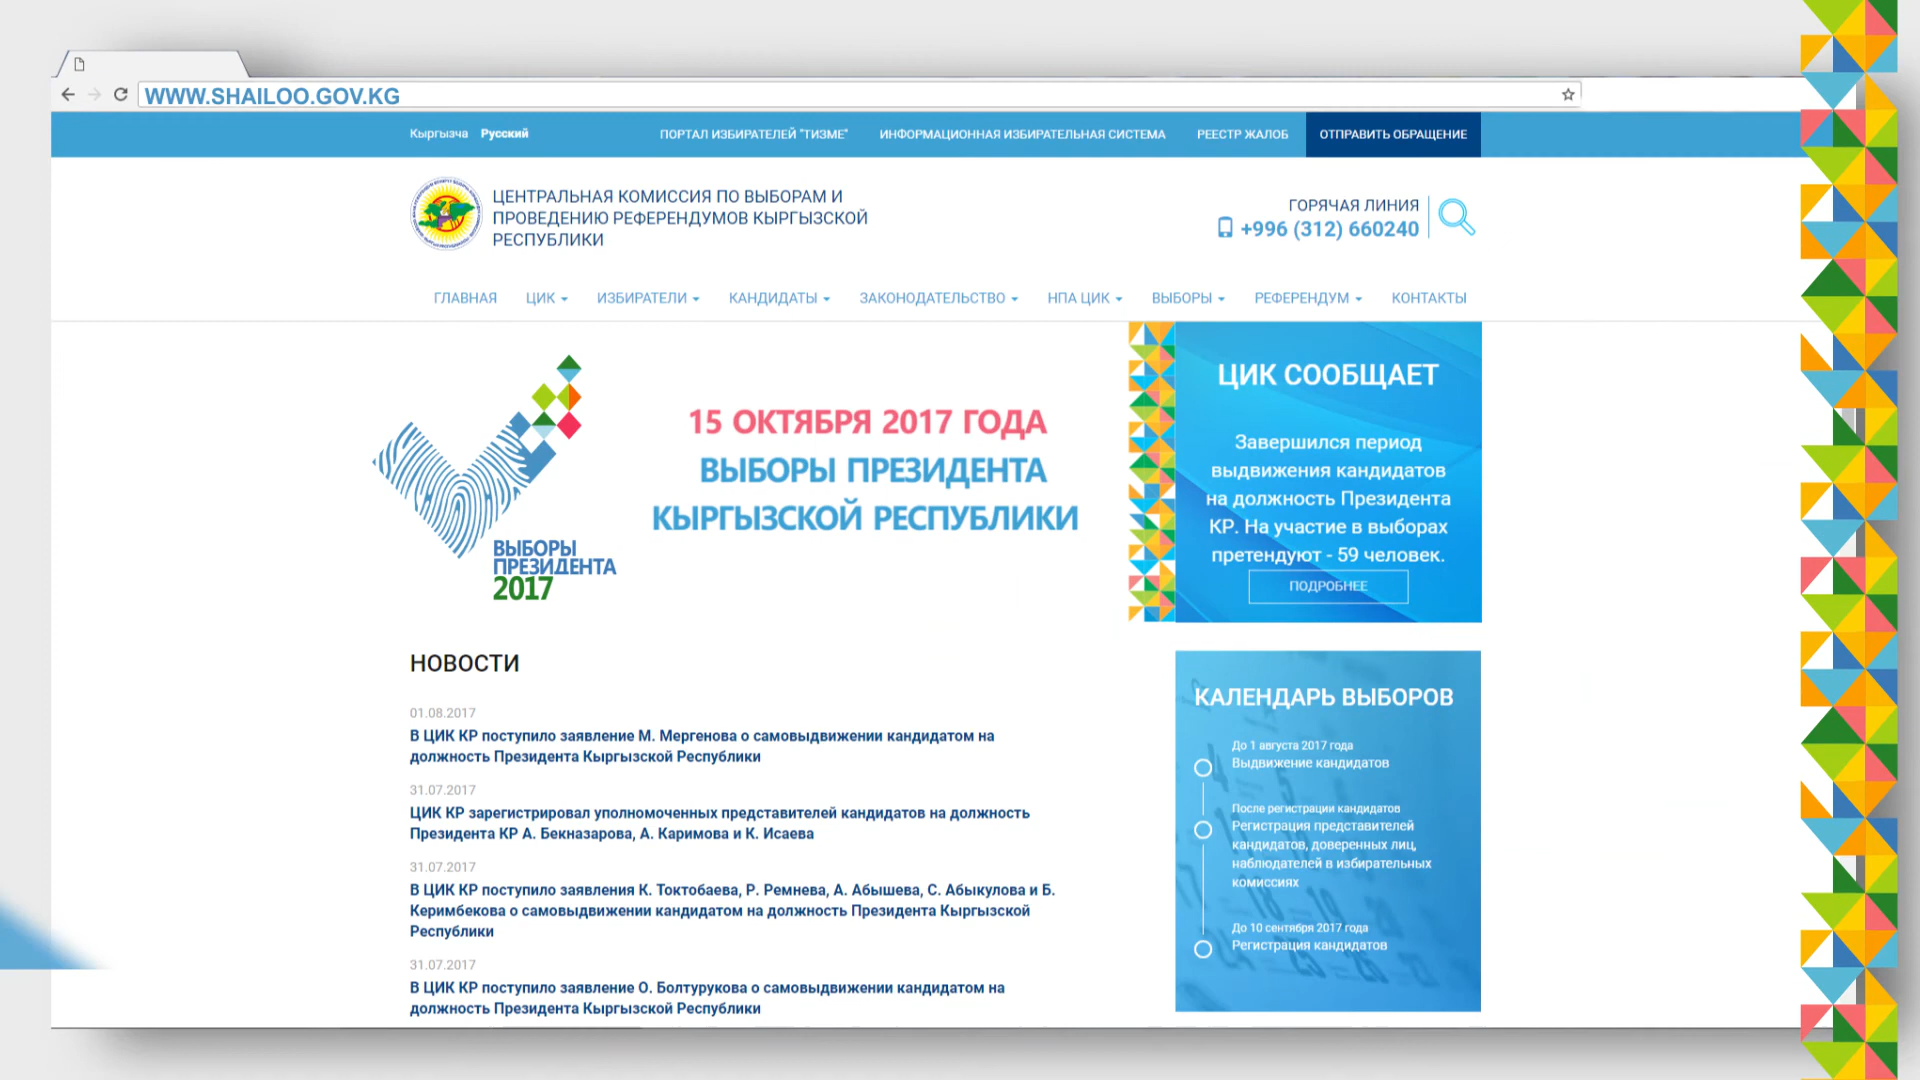 WWW.SHAILOO.GOV.KG
Кыргызча Русский
ПОРТАЛ ИЗБИРАТЕЛЕЙ "ТИЗМЕ" ИНФОРМАЦИОННАЯ ИЗБИРАТЕЛЬНАЯ СИСТЕМА РЕЕСТР ЖАЛОБ ОТПРАВИТЬ ОБРАЩЕНИЕ
ЦЕНТРАЛЬНАЯ КОМИССИЯ ПО ВЫБОРАМ И
ПРОВЕДЕНИЮ РЕФЕРЕНДУМОВ КЫРГЫЗСКОЙ
РЕСПУБЛИКИ
ГОРЯЧАЯ ЛИНИЯ
+996 (312) 660240
ГЛАВНАЯ ЦИК ИЗБИРАТЕЛИ КАНДИДАТЫ ЗАКОНОДАТЕЛЬСТВО НПА ЦИК ВЫБОРЫ РЕФЕРЕНДУМ КОНТАКТЫ
ВЫБОРЫ
ПРЕЗИДЕНТА
2017
15 ОКТЯБРЯ 2017 ГОДА
ВЫБОРЫ ПРЕЗИДЕНТА
КЫРГЫЗСКОЙ РЕСПУБЛИКИ
ЦИК СООБЩАЕТ
Завершился период
выдвижения кандидатов
на должность Президента
КР. На участие в выборах
претендуют - 59 человек.
ПОДРОБНЕЕ
НОВОСТИ
01.08.2017
В ЦИК КР поступило заявление М. Мергенова о самовыдвижении кандидатом на
должность Президента Кыргызской Республики
31.07.2017
ЦИК КР зарегистрировал уполномоченных представителей кандидатов на должность
Президента КР А. Бекназарова, А. Каримова и К. Исаева
31.07.2017
В ЦИК КР поступило заявления К. Токтобаева, Р. Ремнева, А. Абышева, С. Абыкулова и Б.
Керимбекова о самовыдвижении кандидатом на должность Президента Кыргызской
Республики
31.07.2017
В ЦИК КР поступило заявление О. Болтурукова о самовыдвижении кандидатом на
должность Президента Кыргызской Республики
КАЛЕНДАРЬ ВЫБОРОВ
До 1 августа 2017 года
Выдвижение кандидатов
После регистрации кандидатов
Регистрация представителей
кандидатов, доверенных лиц,
наблюдателей в избирательных
комиссиях
До 10 сентября 2017 года
Регистрация кандидатов